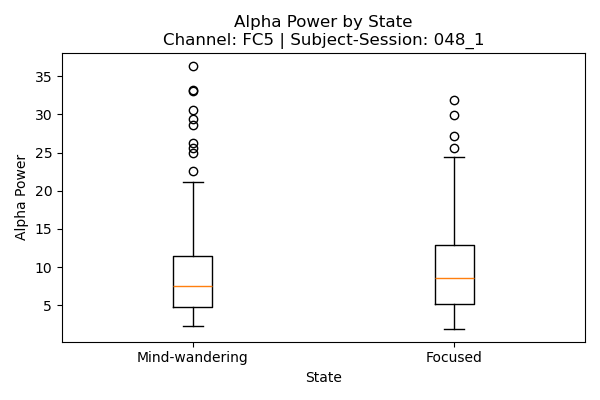 Alpha Power by State
Channel: FC5 | Subject-Session: 048_1
35
30
25
20
15
10
5
Alpha Power
Mind-wandering
Focused
State